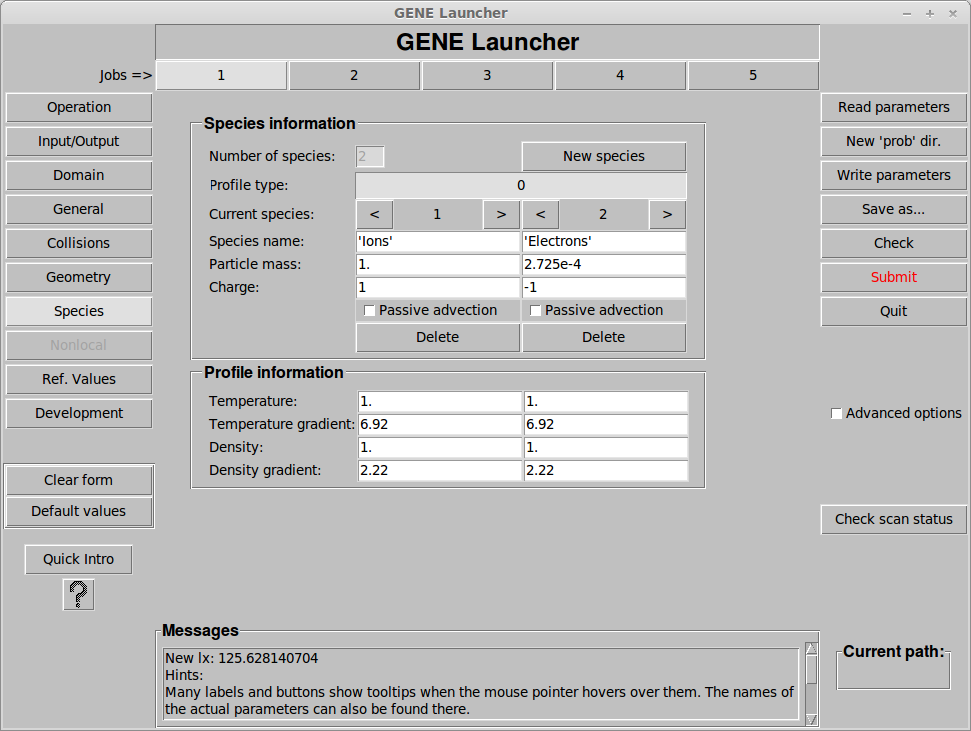 GENE Launcher
GENE Launcher
Jobs => 1 2 3 4 5
Operation
Input/Output
Domain
General
Collisions
Geometry
Species
Nonlocal
Ref. Values
Development
Clear form
Default values
Quick Intro
?
Species information
Number of species: 2 New species
Profile type: 0
Current species: < 1 > < 2 >
Species name: 'Ions' 'Electrons'
Particle mass: 1. 2.725e-4
Charge: 1 -1
Passive advection Passive advection
Delete Delete
Profile information
Temperature: 1. 1.
Temperature gradient: 6.92 6.92
Density: 1. 1.
Density gradient: 2.22 2.22
Read parameters
New 'prob' dir.
Write parameters
Save as...
Check
Submit
Quit
Advanced options
Check scan status
Messages
New lx: 125.628140704
Hints:
Many labels and buttons show tooltips when the mouse pointer hovers over them. The names of
the actual parameters can also be found there.
Current path: